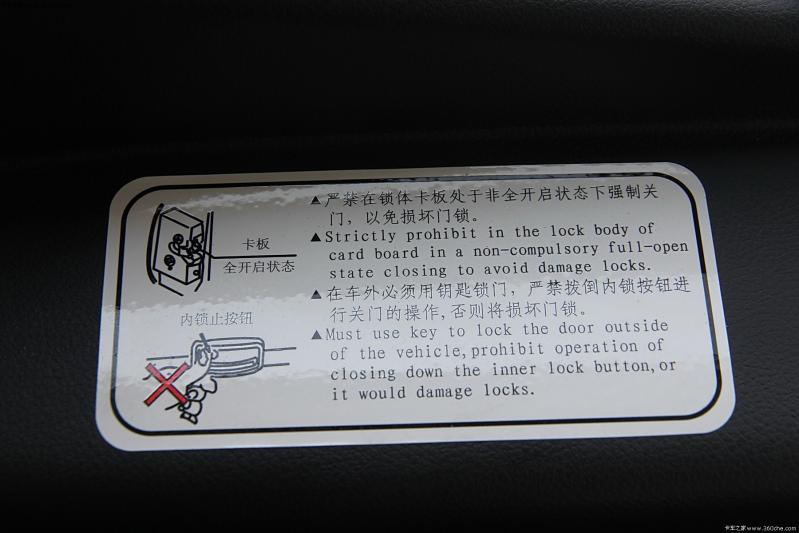 ▲严禁在锁体卡板处于非全开启状态下强制关
门，以免损坏门锁。
▲Strictly prohibit in the lock body of
card board in a non-compulsory full-open
state closing to avoid damage locks.
▲在车外必须用钥匙锁门，严禁按倒内锁按钮进
行关门的操作,否则将损坏门锁。
▲Must use key to lock the door outside
of the vehicle,prohibit operation of
closing down the inner lock button,or
it would damage locks.
卡板
全开启状态
内锁止按钮
卡车之家 www.360che.com